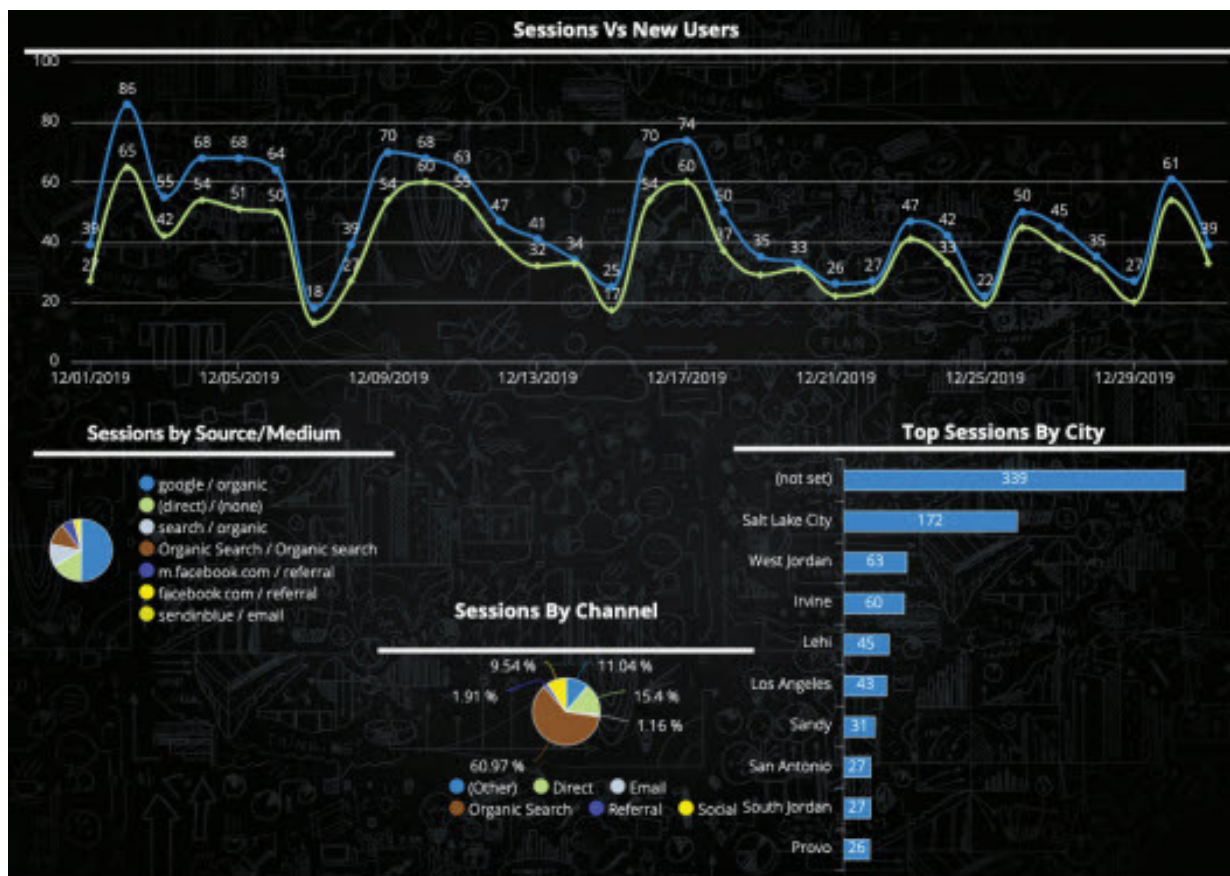 Sessions Vs New Users
100
80
60
40
20
0
39 86 55 68 68 64 18 39 70 68 63 47 41 34 25 70 74 50 35 33 26 27 47 42 22 50 45 35 27 61 39
65 42 54 51 50 27 54 60 55 32 17 54 60 37 33
12/01/2019 12/05/2019 12/09/2019 12/13/2019 12/17/2019 12/21/2019 12/25/2019 12/29/2019
Sessions by Source/Medium
google / organic
(direct) / (none)
search / organic
Organic Search / Organic search
m.facebook.com / referral
facebook.com / referral
sendinblue / email
Sessions By Channel
9.54 % 11.04 %
1.91 % 15.4 %
1.16 %
60.97 %
(Other) Direct Email
Organic Search Referral Social
Top Sessions By City
(not set) 339
Salt Lake City 172
West Jordan 63
Irvine 60
Lehi 45
Los Angeles 43
Sandy 31
San Antonio 27
South Jordan 27
Provo 26